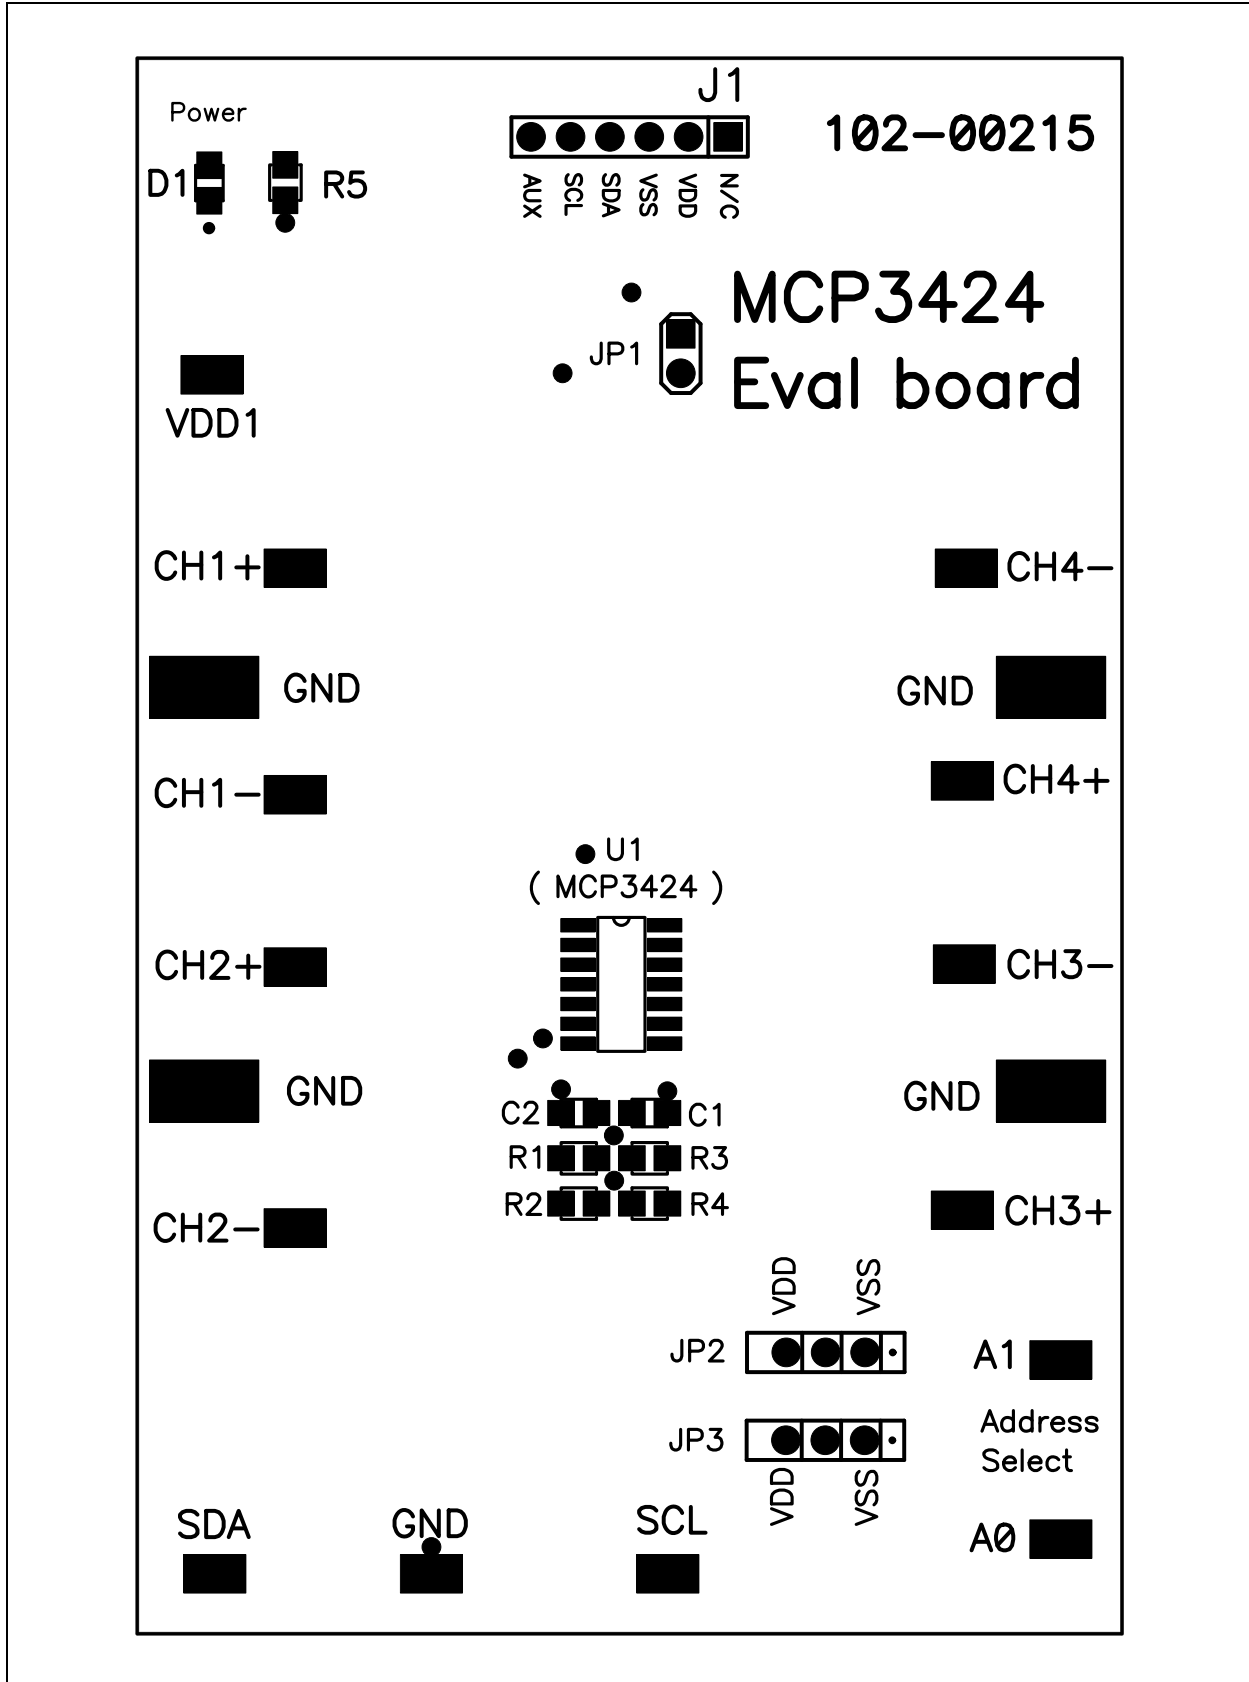 J1
Power
102-00215
D1
R5
AUX SCL SDA VSS VDD N/C
MCP3424
JP1
Eval board
VDD1
CH1+
CH4-
GND
GND
CH1-
CH4+
U1
( MCP3424 )
CH2+
CH3-
GND
GND
C2
C1
R1
R3
R2
R4
CH2-
CH3+
VDD
VSS
JP2
A1
Address
JP3
Select
VDD
VSS
SDA
GND
SCL
A0